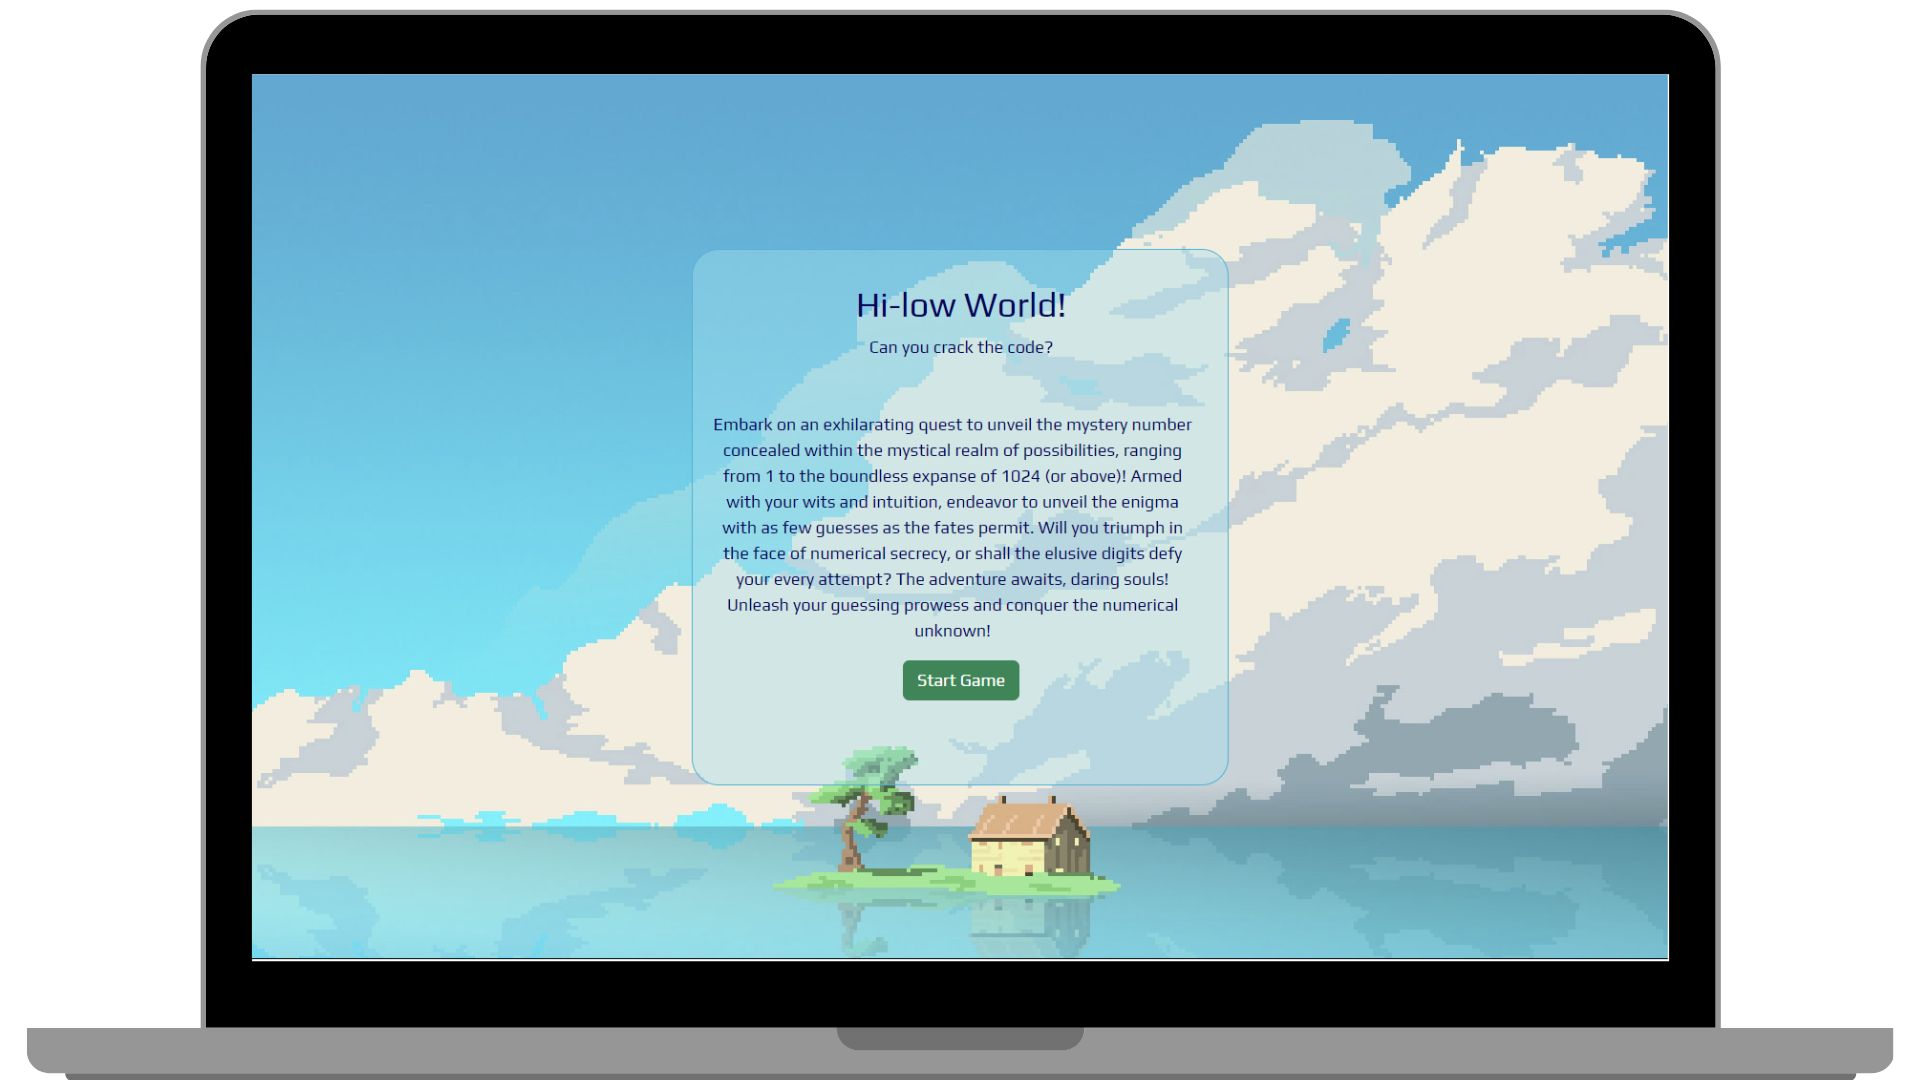 Hi-low World!
Can you crack the code?
Embark on an exhilarating quest to unveil the mystery number
concealed within the mystical realm of possibilities, ranging
from 1 to the boundless expanse of 1024 (or above)! Armed
with your wits and intuition, endeavor to unveil the enigma
with as few guesses as the fates permit. Will you triumph in
the face of numerical secrecy, or shall the elusive digits defy
your every attempt? The adventure awaits, daring souls!
Unleash your guessing prowess and conquer the numerical
unknown!
Start Game